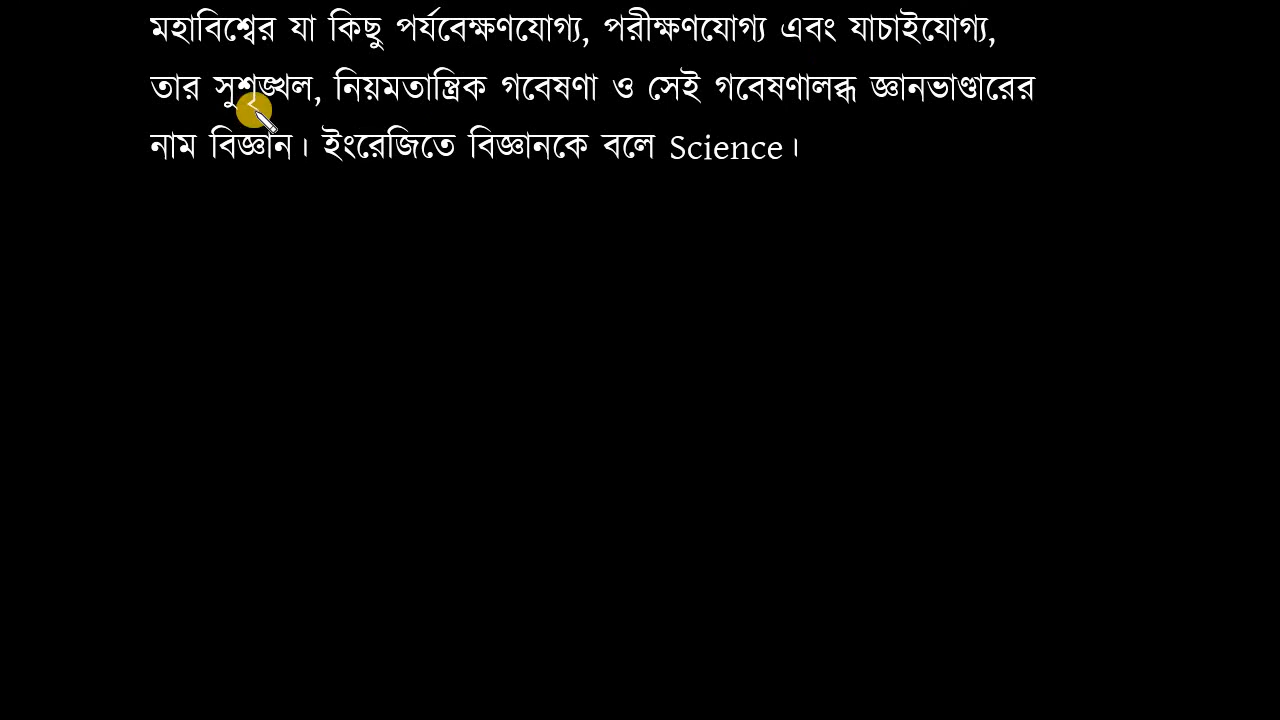 মহাবিশ্বের যা কিছু পর্যবেক্ষণযোগ্য, পরীক্ষণযোগ্য এবং যাচাইযোগ্য,
তার সুশৃঙ্খল, নিয়মতান্ত্রিক গবেষণা ও সেই গবেষণালব্ধ জ্ঞানভাণ্ডারের
নাম বিজ্ঞান। ইংরেজিতে বিজ্ঞানকে বলে Science।